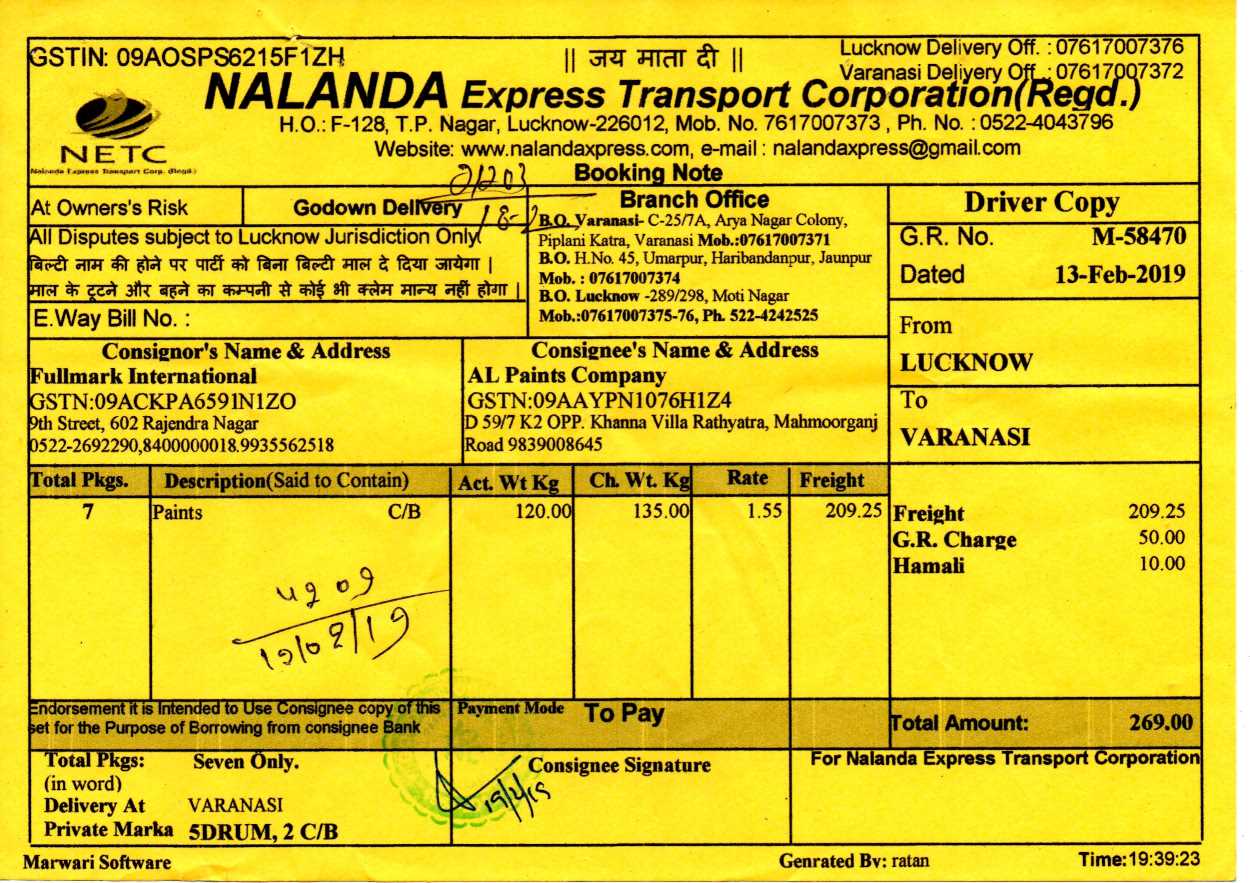 GSTIN: 09AOSPS6215F1ZH
|| जय माता दी ||
Lucknow Delivery Off. : 07617007376
Varanasi Delivery Off. : 07617007372
NALANDA Express Transport Corporation(Regd.)
H.O.: F-128, T.P. Nagar, Lucknow-226012, Mob. No. 7617007373 , Ph. No. : 0522-4043796
Website: www.nalandaxpress.com, e-mail : nalandaxpress@gmail.com
NETC
Nalanda Express Transport Corp. (Regd.)
Booking Note
At Owners's Risk
Godown Delivery
Branch Office
B.O. Varanasi- C-25/7A, Arya Nagar Colony,
Piplani Katra, Varanasi Mob.:07617007371
B.O. H.No. 45, Umarpur, Haribandanpur, Jaunpur
Mob. : 07617007374
B.O. Lucknow -289/298, Moti Nagar
Mob.:07617007375-76, Ph. 522-4242525
Driver Copy
G.R. No. M-58470
Dated 13-Feb-2019
All Disputes subject to Lucknow Jurisdiction Only.
बिल्टी नाम की होने पर पार्टी को बिना बिल्टी माल दे दिया जायेगा |
माल के टूटने और बहने का कम्पनी से कोई भी क्लेम मान्य नहीं होगा |
E.Way Bill No. :
From
LUCKNOW
To
VARANASI
Consignor's Name & Address
Fullmark International
GSTN:09ACKPA6591N1ZO
9th Street, 602 Rajendra Nagar
0522-2692290,8400000018.9935562518
Consignee's Name & Address
AL Paints Company
GSTN:09AAYPN1076H1Z4
D 59/7 K2 OPP. Khanna Villa Rathyatra, Mahmoorganj
Road 9839008645
Total Pkgs. Description(Said to Contain) Act. Wt Kg Ch. Wt. Kg Rate Freight
7 Paints C/B 120.00 135.00 1.55 209.25
Freight 209.25
G.R. Charge 50.00
Hamali 10.00
Endorsement it is Intended to Use Consignee copy of this
set for the Purpose of Borrowing from consignee Bank
Payment Mode To Pay
Total Amount: 269.00
Total Pkgs: Seven Only.
(in word)
Delivery At VARANASI
Private Marka 5DRUM, 2 C/B
Consignee Signature
For Nalanda Express Transport Corporation
Marwari Software
Genrated By: ratan
Time:19:39:23